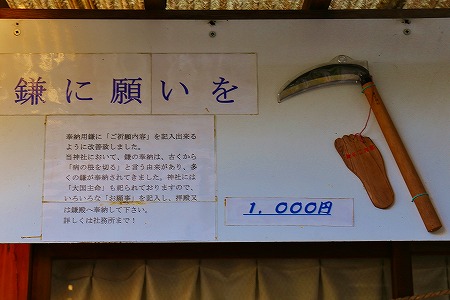 鎌に願いを
奉納用鎌に「ご祈願内容」を記入出来る
ように改善致しました。
当神社において、鎌の奉納は、古くから
「病の根を切る」と言う由来があり、多
くの鎌が奉納されてきました。神社には
「大国主命」も祀られておりますので、
いろいろな「お願事」を記入し、拝殿又
は鎌殿へ奉納して下さい。
詳しくは社務所まで！
1，000円